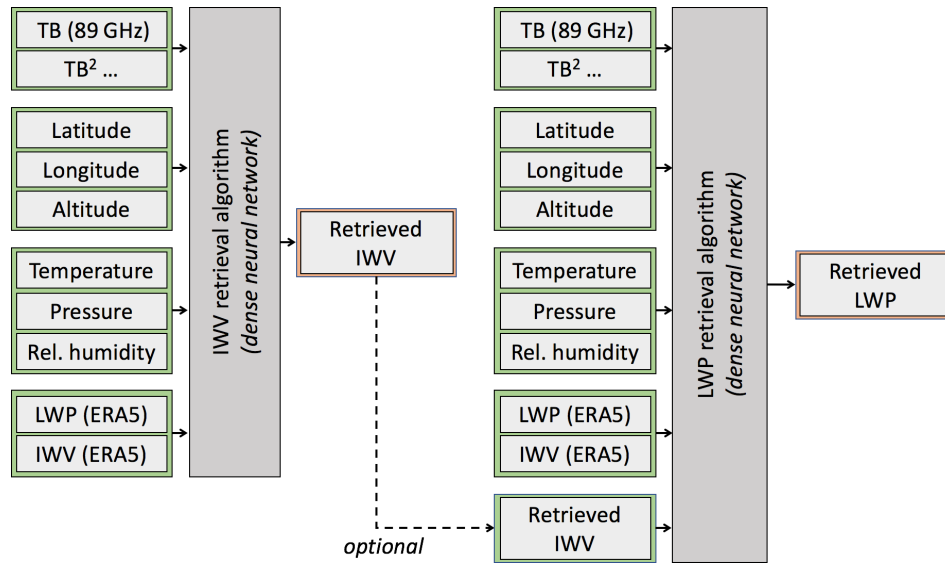 TB (89 GHz)
TB² ...
Latitude
Longitude
Altitude
Temperature
Pressure
Rel. humidity
LWP (ERA5)
IWV (ERA5)
IWV retrieval algorithm
(dense neural network)
Retrieved
IWV
optional
TB (89 GHz)
TB² ...
Latitude
Longitude
Altitude
Temperature
Pressure
Rel. humidity
LWP (ERA5)
IWV (ERA5)
Retrieved
IWV
LWP retrieval algorithm
(dense neural network)
Retrieved
LWP